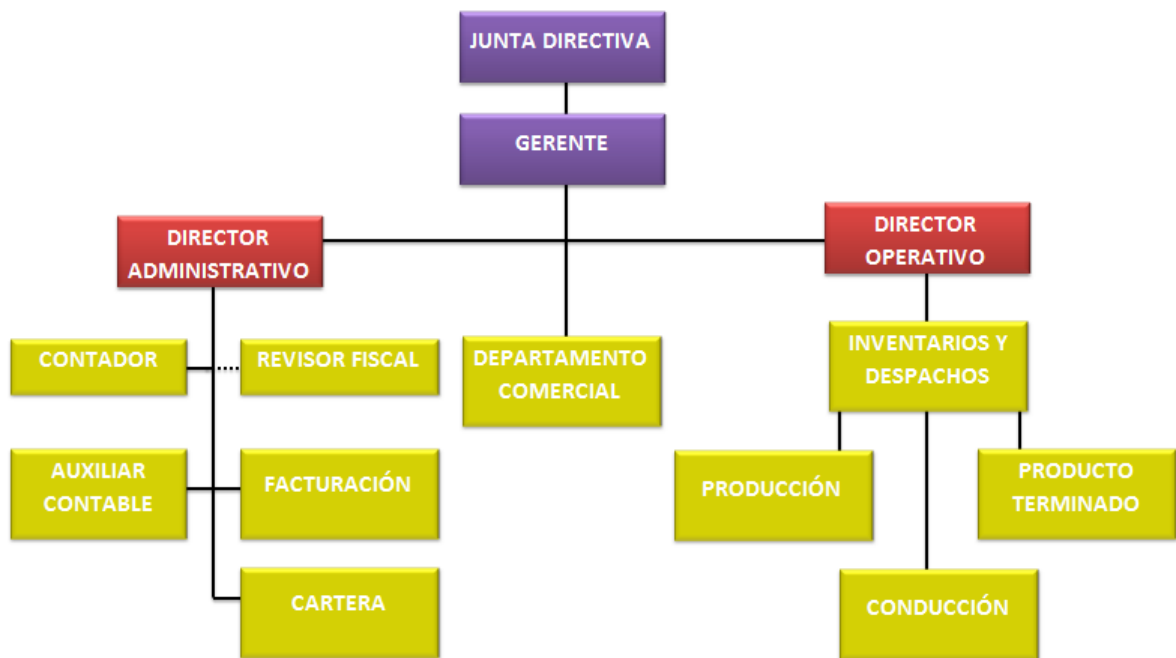 JUNTA DIRECTIVA
GERENTE
DIRECTOR
ADMINISTRATIVO
DIRECTOR
OPERATIVO
CONTADOR
REVISOR FISCAL
DEPARTAMENTO
COMERCIAL
INVENTARIOS Y
DESPACHOS
AUXILIAR
CONTABLE
FACTURACIÓN
PRODUCCIÓN
PRODUCTO
TERMINADO
CARTERA
CONDUCCIÓN